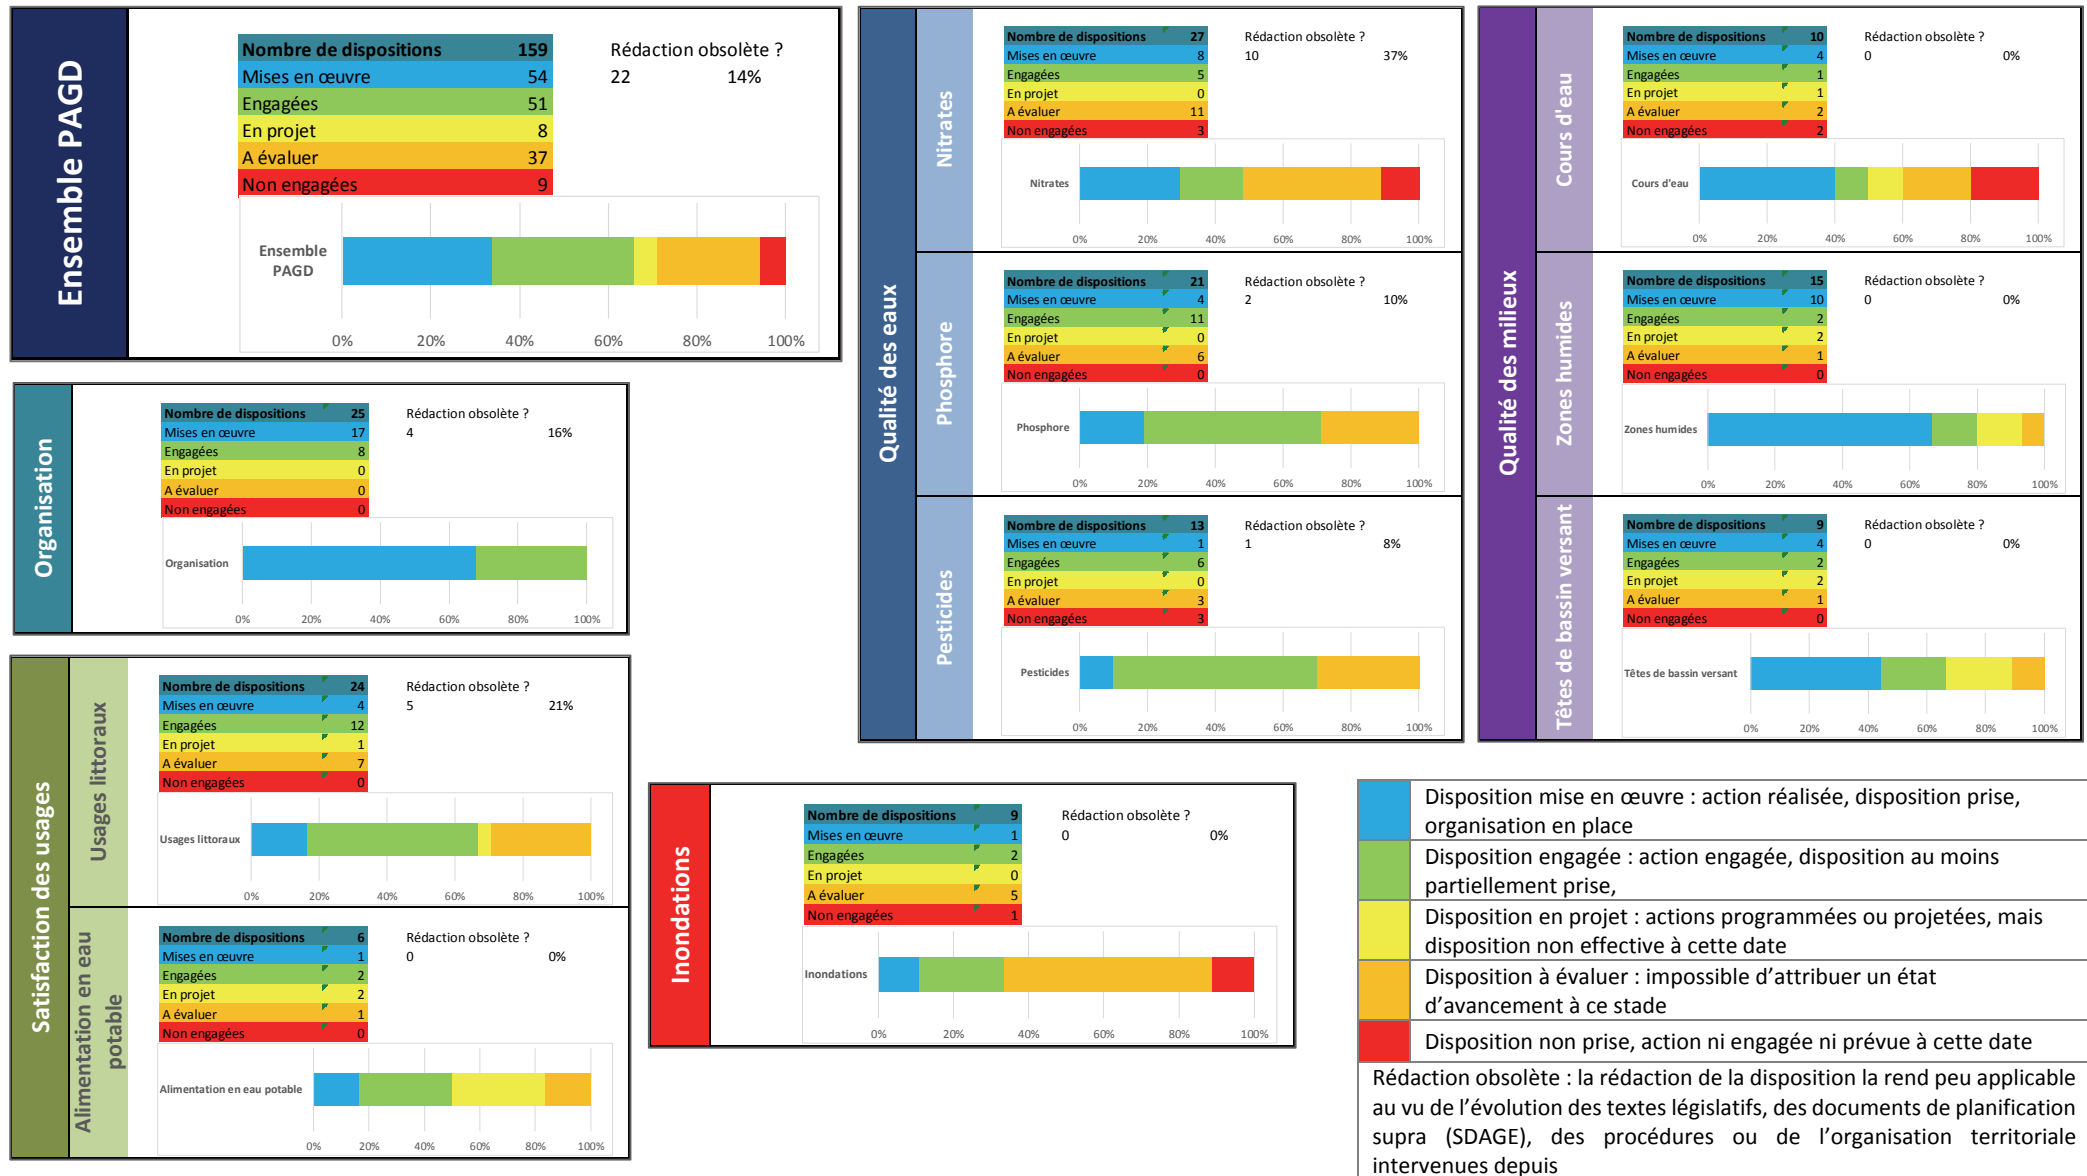 Ensemble PAGD
Nombre de dispositions 159
Mises en œuvre 54
Engagées 51
En projet 8
A évaluer 37
Non engagées 9
Rédaction obsolète ?
22 14%
Ensemble
PAGD
0% 20% 40% 60% 80% 100%
Organisation
Nombre de dispositions 25
Mises en œuvre 17
Engagées 8
En projet 0
A évaluer 0
Non engagées 0
Rédaction obsolète ?
4 16%
Organisation
0% 20% 40% 60% 80% 100%
Satisfaction des usages
Usages littoraux
Nombre de dispositions 24
Mises en œuvre 4
Engagées 12
En projet 1
A évaluer 7
Non engagées 0
Rédaction obsolète ?
5 21%
Usages littoraux
0% 20% 40% 60% 80% 100%
Alimentation en eau
potable
Nombre de dispositions 6
Mises en œuvre 1
Engagées 2
En projet 2
A évaluer 1
Non engagées 0
Rédaction obsolète ?
0 0%
Alimentation en eau potable
0% 20% 40% 60% 80% 100%
Qualité des eaux
Nitrates
Nombre de dispositions 27
Mises en œuvre 8
Engagées 5
En projet 0
A évaluer 11
Non engagées 3
Rédaction obsolète ?
10 37%
Nitrates
0% 20% 40% 60% 80% 100%
Phosphore
Nombre de dispositions 21
Mises en œuvre 4
Engagées 11
En projet 0
A évaluer 6
Non engagées 0
Rédaction obsolète ?
2 10%
Phosphore
0% 20% 40% 60% 80% 100%
Pesticides
Nombre de dispositions 13
Mises en œuvre 1
Engagées 6
En projet 0
A évaluer 3
Non engagées 3
Rédaction obsolète ?
1 8%
Pesticides
0% 20% 40% 60% 80% 100%
Qualité des milieux
Cours d'eau
Nombre de dispositions 10
Mises en œuvre 4
Engagées 1
En projet 1
A évaluer 2
Non engagées 2
Rédaction obsolète ?
0 0%
Cours d'eau
0% 20% 40% 60% 80% 100%
Zones humides
Nombre de dispositions 15
Mises en œuvre 10
Engagées 2
En projet 2
A évaluer 1
Non engagées 0
Rédaction obsolète ?
0 0%
Zones humides
0% 20% 40% 60% 80% 100%
Têtes de bassin versant
Nombre de dispositions 9
Mises en œuvre 4
Engagées 2
En projet 2
A évaluer 1
Non engagées 0
Rédaction obsolète ?
0 0%
Têtes de bassin versant
0% 20% 40% 60% 80% 100%
Inondations
Nombre de dispositions 9
Mises en œuvre 1
Engagées 2
En projet 0
A évaluer 5
Non engagées 1
Rédaction obsolète ?
0 0%
Inondations
0% 20% 40% 60% 80% 100%
Disposition mise en œuvre : action réalisée, disposition prise,
organisation en place
Disposition engagée : action engagée, disposition au moins
partiellement prise,
Disposition en projet : actions programmées ou projetées, mais
disposition non effective à cette date
Disposition à évaluer : impossible d’attribuer un état
d’avancement à ce stade
Disposition non prise, action ni engagée ni prévue à cette date
Rédaction obsolète : la rédaction de la disposition la rend peu applicable
au vu de l’évolution des textes législatifs, des documents de planification
supra (SDAGE), des procédures ou de l’organisation territoriale
intervenues depuis